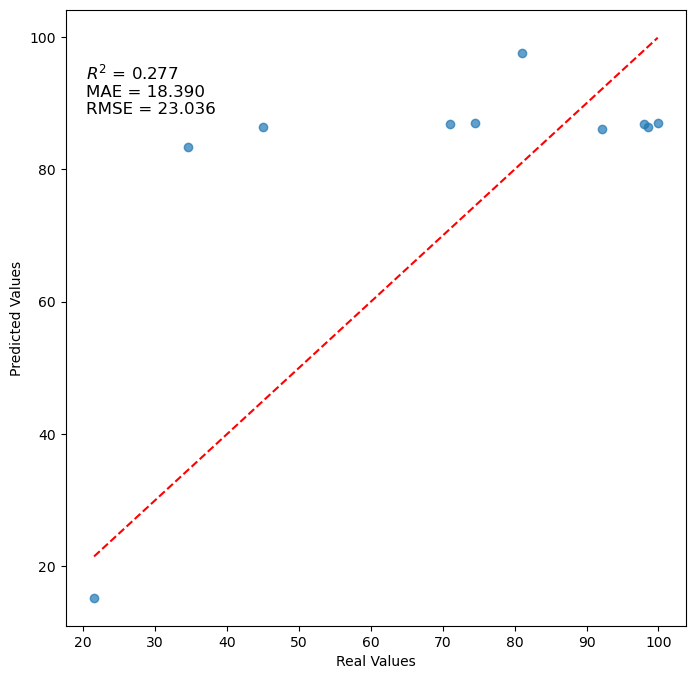 100
80
60
40
20
Predicted Values
R² = 0.277
MAE = 18.390
RMSE = 23.036
20 30 40 50 60 70 80 90 100
Real Values